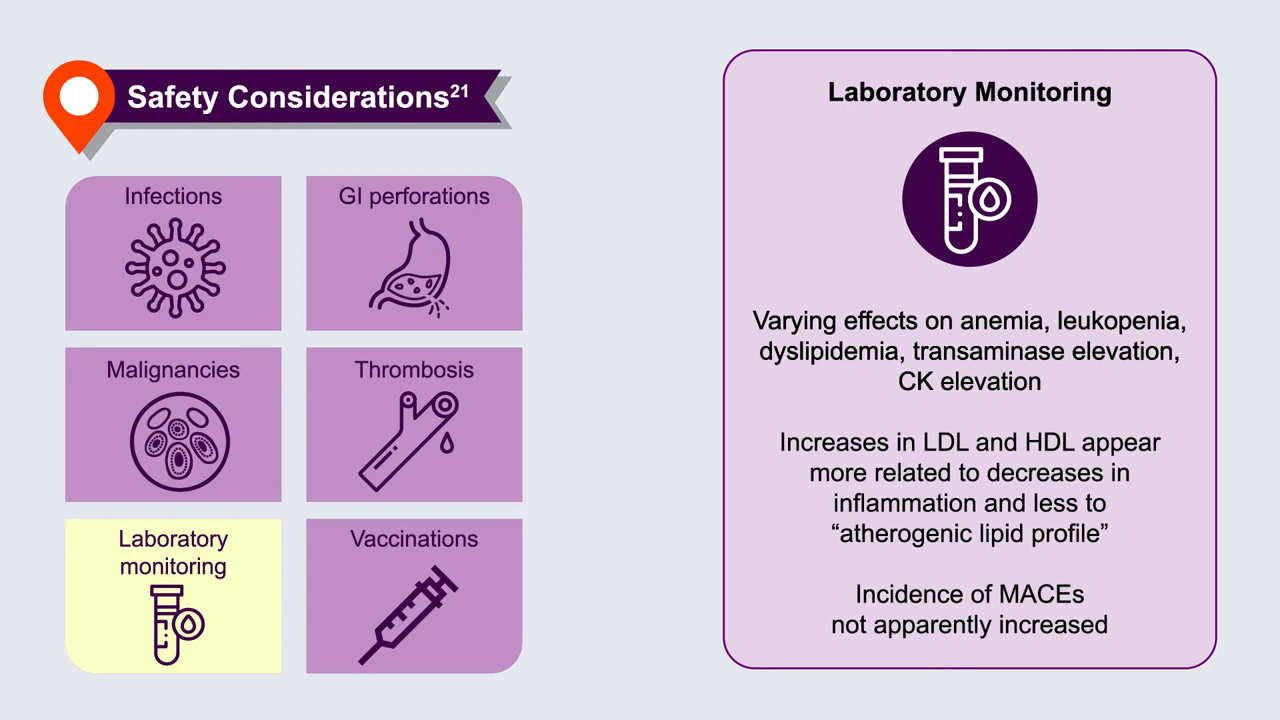 Safety Considerations21
Infections
GI perforations
Malignancies
Thrombosis
Laboratory
monitoring
Vaccinations
Laboratory Monitoring
Varying effects on anemia, leukopenia,
dyslipidemia, transaminase elevation,
CK elevation
Increases in LDL and HDL appear
more related to decreases in
inflammation and less to
“atherogenic lipid profile”
Incidence of MACEs
not apparently increased